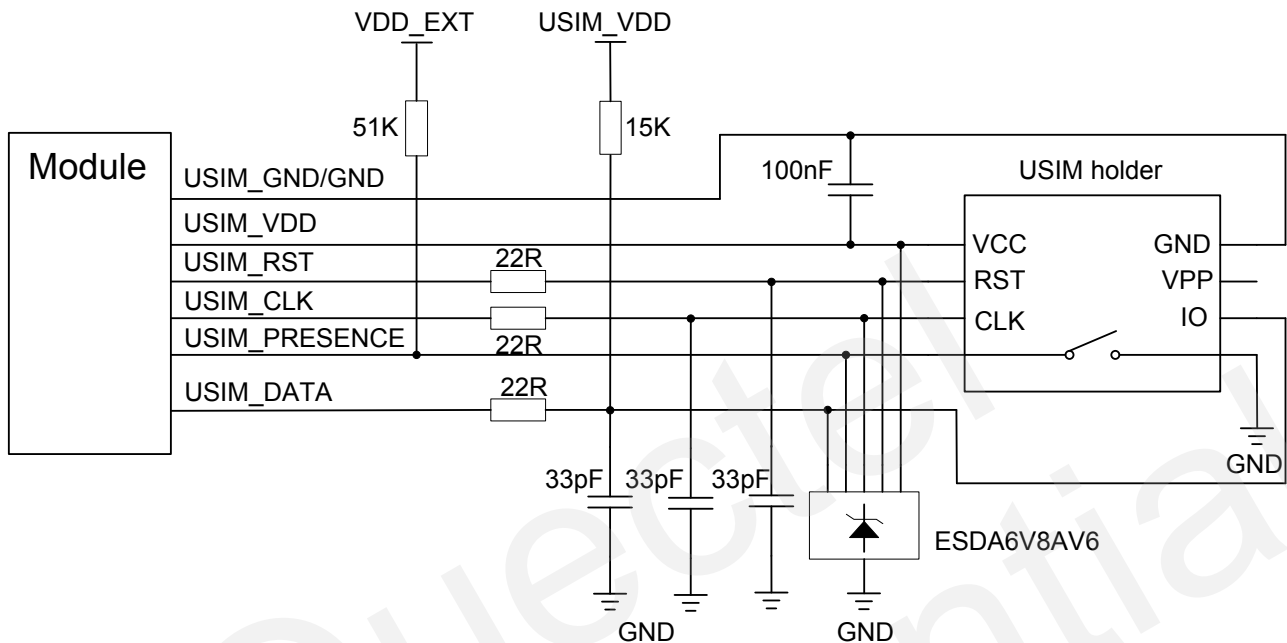 VDD_EXT USIM_VDD
51K 15K
Module
USIM_GND/GND
100nF
USIM holder
USIM_VDD
VCC GND
USIM_RST 22R
RST VPP
USIM_CLK
CLK IO
USIM_PRESENCE 22R
USIM_DATA 22R
GND
33pF 33pF 33pF
ESDA6V8AV6
GND GND
Quectel